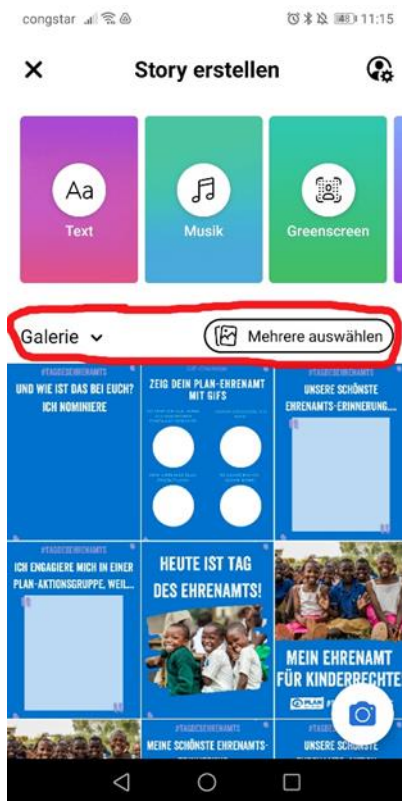 congstar
48 11:15
Story erstellen
Aa
Text
Musik
Greenscreen
Galerie
Mehrere auswählen
#TAGDESEHRENAMTS
UND WIE IST DAS BEI EUCH?
ICH NOMINIERE
ZEIG DEIN PLAN-EHRENAMT
MIT GIFS
#TAGDESEHRENAMTS
UNSERE SCHÖNSTE
EHRENAMTS-ERINNERUNG...
#TAGDESEHRENAMTS
ICH ENGAGIERE MICH IN EINER
PLAN-AKTIONSGRUPPE, WEIL...
HEUTE IST TAG
DES EHRENAMTS!
MEIN EHRENAMT
FÜR KINDERRECHTE
PLAN
#TAGDESEHRENAMTS
MEINE SCHÖNSTE EHRENAMTS-
UNSERE SCHÖN